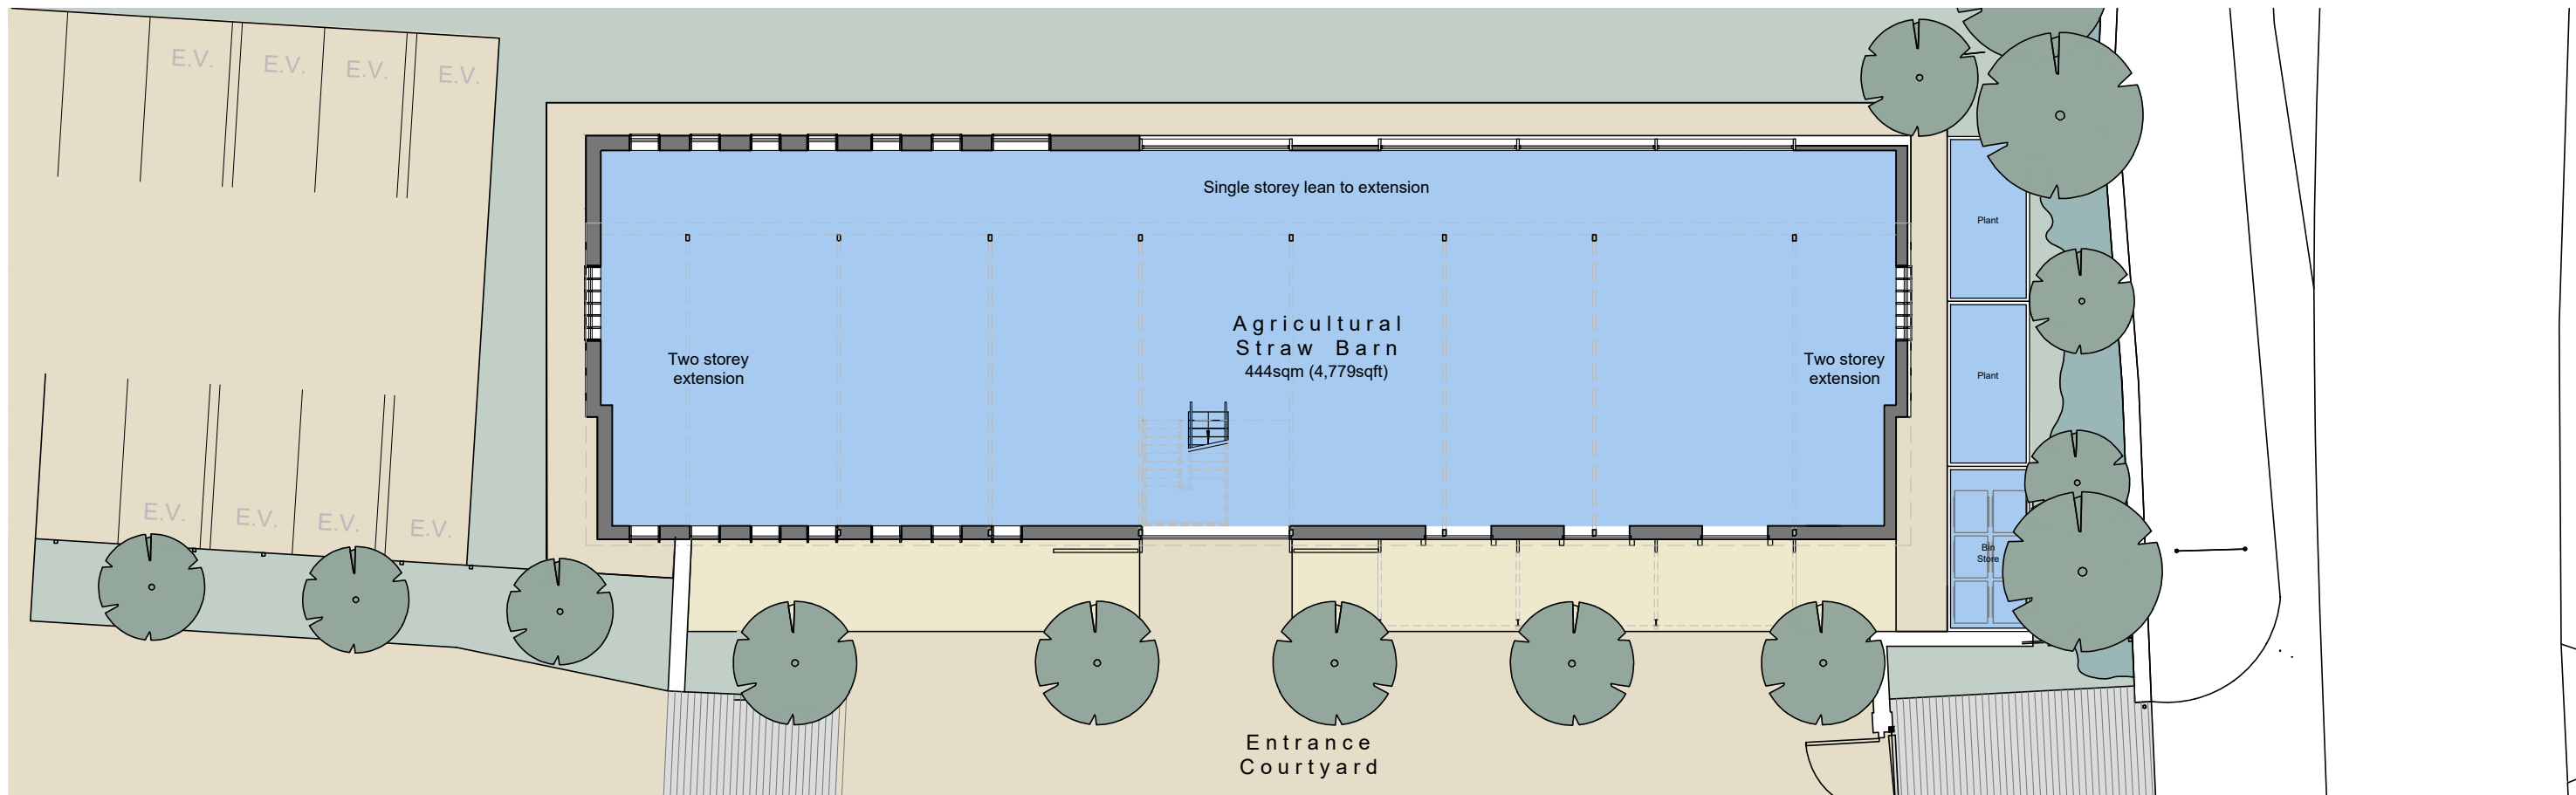 E.V.
E.V.
E.V.
E.V.
Single storey lean to extension
Plant
Agricultural
Straw Barn
444sqm (4,779sqft)
Two storey
extension
Two storey
extension
Plant
E.V.
E.V.
E.V.
E.V.
Bin
Store
Entrance
Courtyard